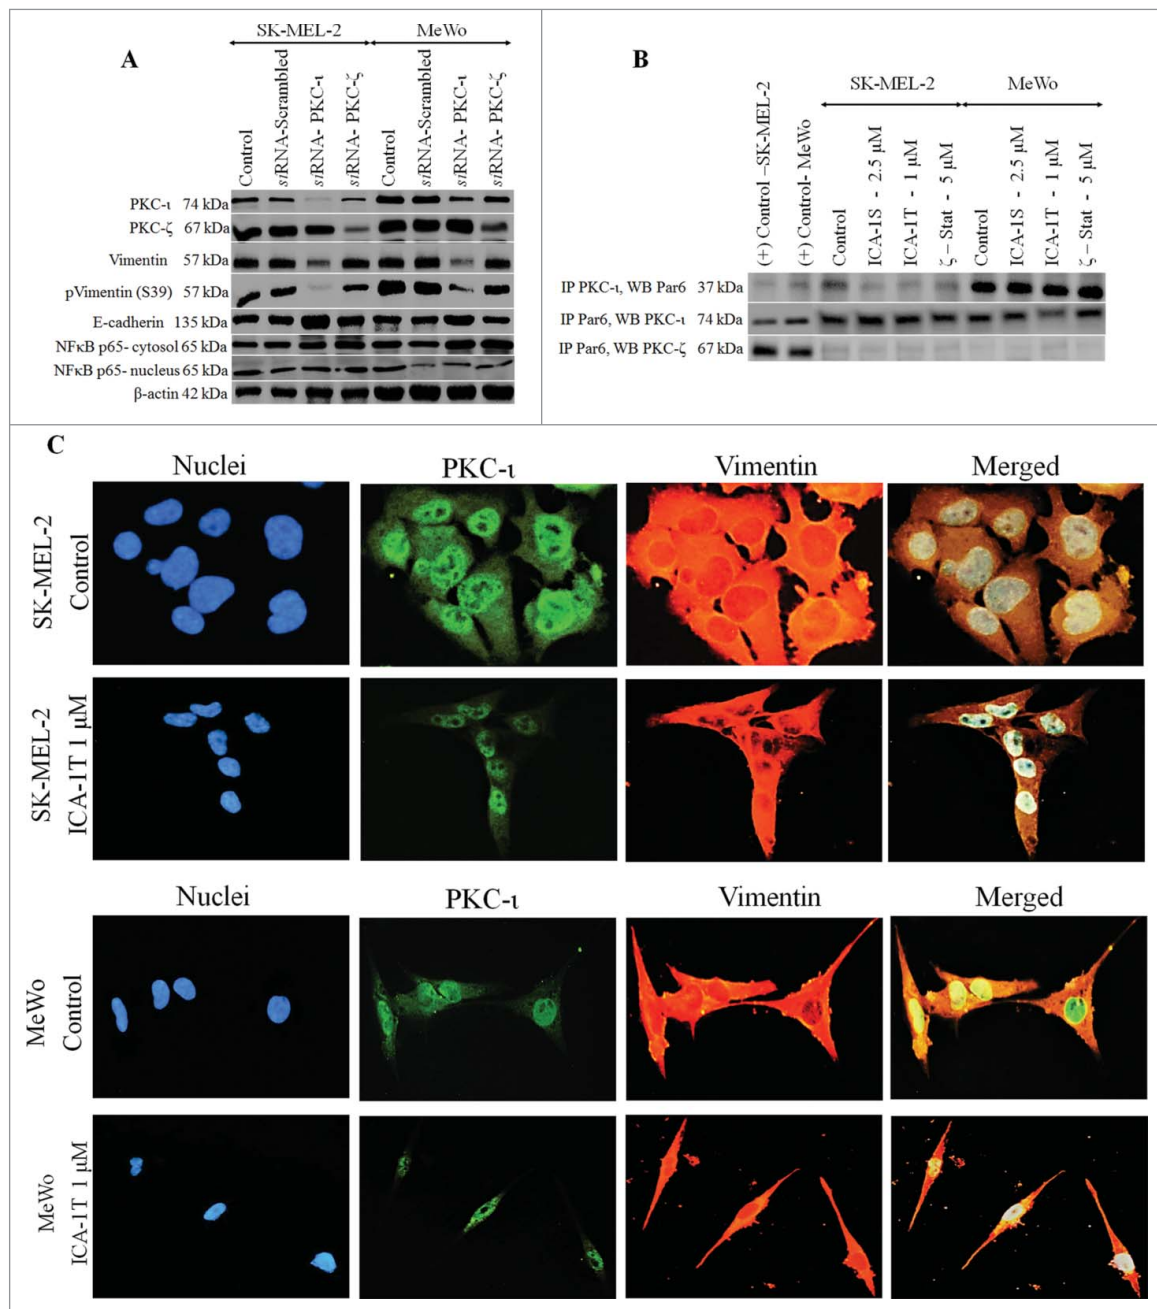 A
SK-MEL-2 MeWo
Control
siRNA-Scrambled
siRNA- PKC-ι
siRNA- PKC-ζ
Control
siRNA-Scrambled
siRNA- PKC-ι
siRNA- PKC-ζ
PKC-ι 74 kDa
PKC-ζ 67 kDa
Vimentin 57 kDa
pVimentin (S39) 57 kDa
E-cadherin 135 kDa
NFκB p65- cytosol 65 kDa
NFκB p65- nucleus 65 kDa
β-actin 42 kDa
B
SK-MEL-2 MeWo
(+) Control –SK-MEL-2
(+) Control- MeWo
Control
ICA-1S - 2.5 µM
ICA-1T - 1 µM
ζ – Stat - 5 µM
Control
ICA-1S - 2.5 µM
ICA-1T - 1 µM
ζ – Stat - 5 µM
IP PKC-ι, WB Par6 37 kDa
IP Par6, WB PKC-ι 74 kDa
IP Par6, WB PKC-ζ 67 kDa
C
Nuclei PKC-ι Vimentin Merged
SK-MEL-2
Control
SK-MEL-2
ICA-1T 1 µM
Nuclei PKC-ι Vimentin Merged
MeWo
Control
MeWo
ICA-1T 1 µM